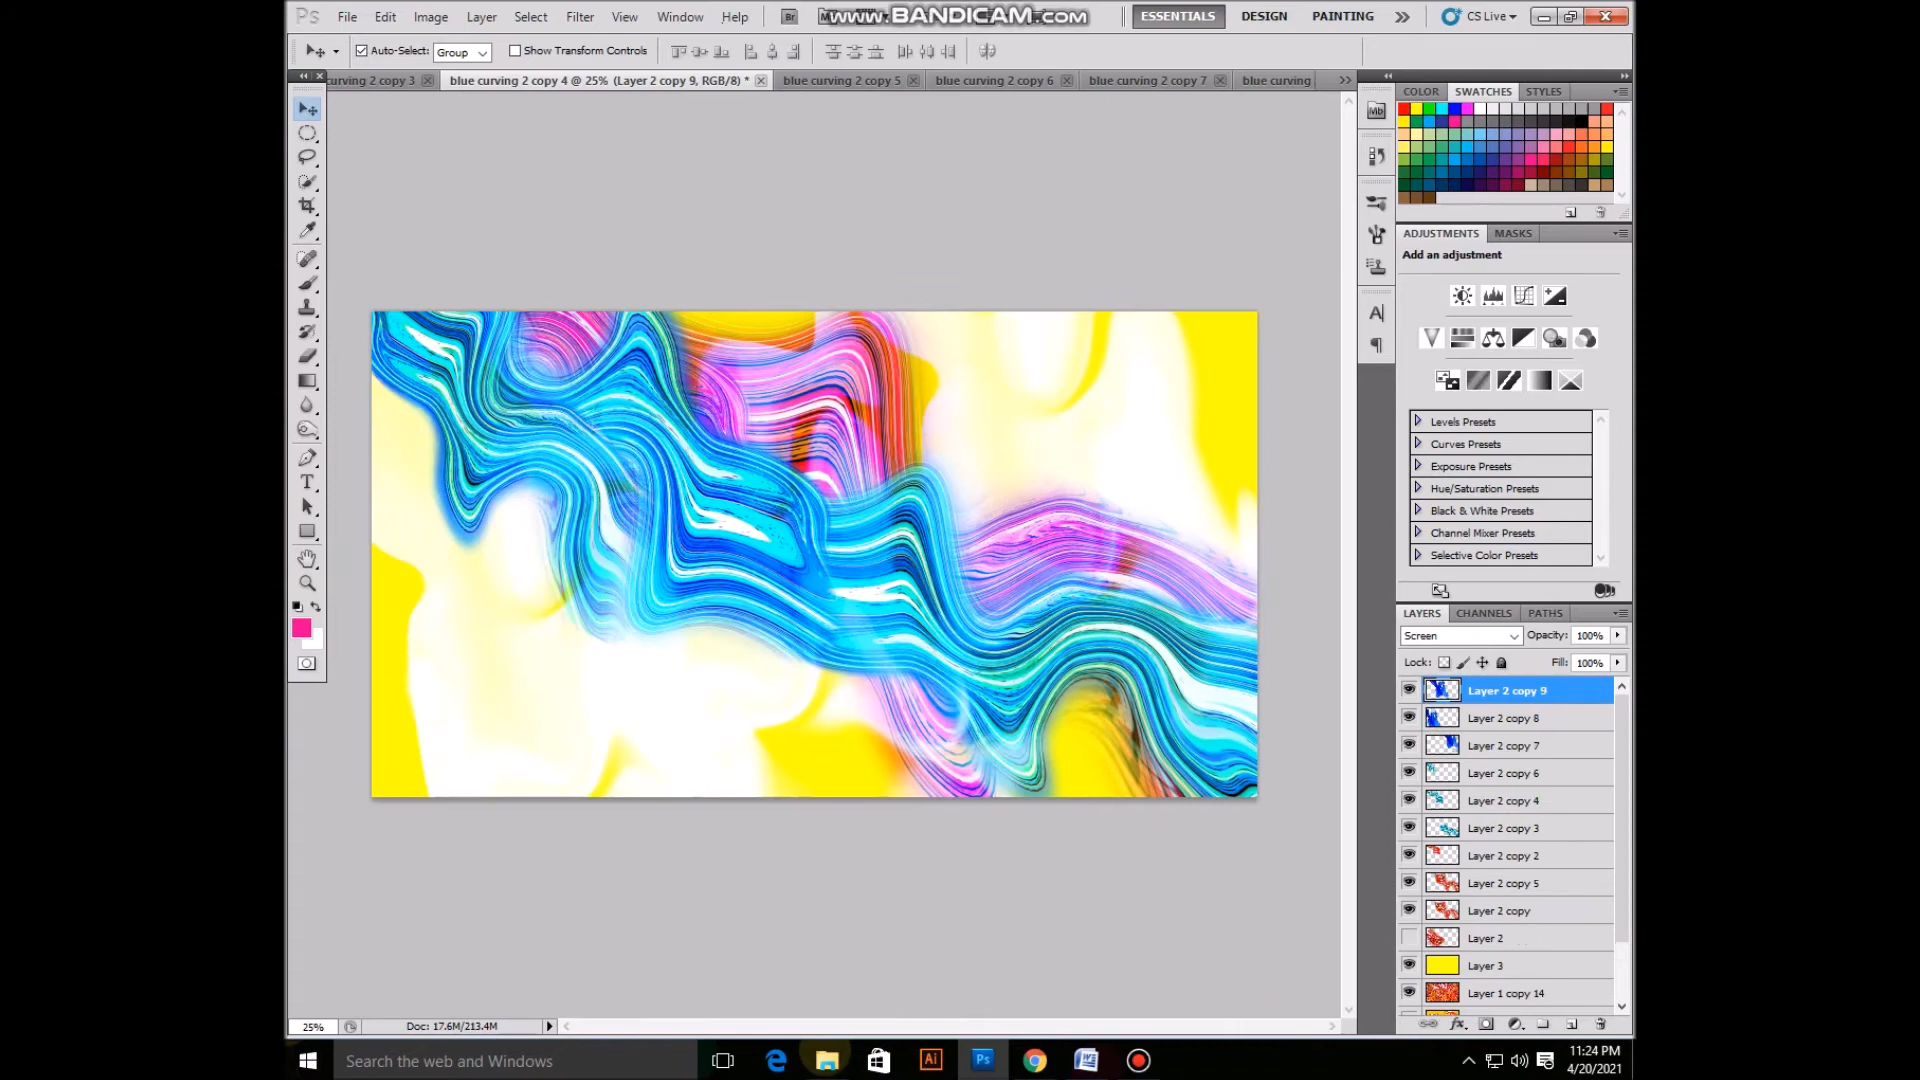 Ps File Edit Image Layer Select Filter View Window Help Br www.BANDICAM.com ESSENTIALS DESIGN PAINTING CS Live
Auto-Select: Group Show Transform Controls
urving 2 copy 3 blue curving 2 copy 4 @ 25% (Layer 2 copy 9, RGB/8) * blue curving 2 copy 5 blue curving 2 copy 6 blue curving 2 copy 7 blue curving
COLOR SWATCHES STYLES
Mb
ADJUSTMENTS MASKS
Add an adjustment
Levels Presets
Curves Presets
Exposure Presets
Hue/Saturation Presets
Black & White Presets
Channel Mixer Presets
Selective Color Presets
LAYERS CHANNELS PATHS
Screen Opacity: 100%
Lock: Fill: 100%
Layer 2 copy 9
Layer 2 copy 8
Layer 2 copy 7
Layer 2 copy 6
Layer 2 copy 4
Layer 2 copy 3
Layer 2 copy 2
Layer 2 copy 5
Layer 2 copy
Layer 2
Layer 3
Layer 1 copy 14
25% Doc: 17.6M/213.4M
Search the web and Windows Ai Ps 11:24 PM
4/20/2021